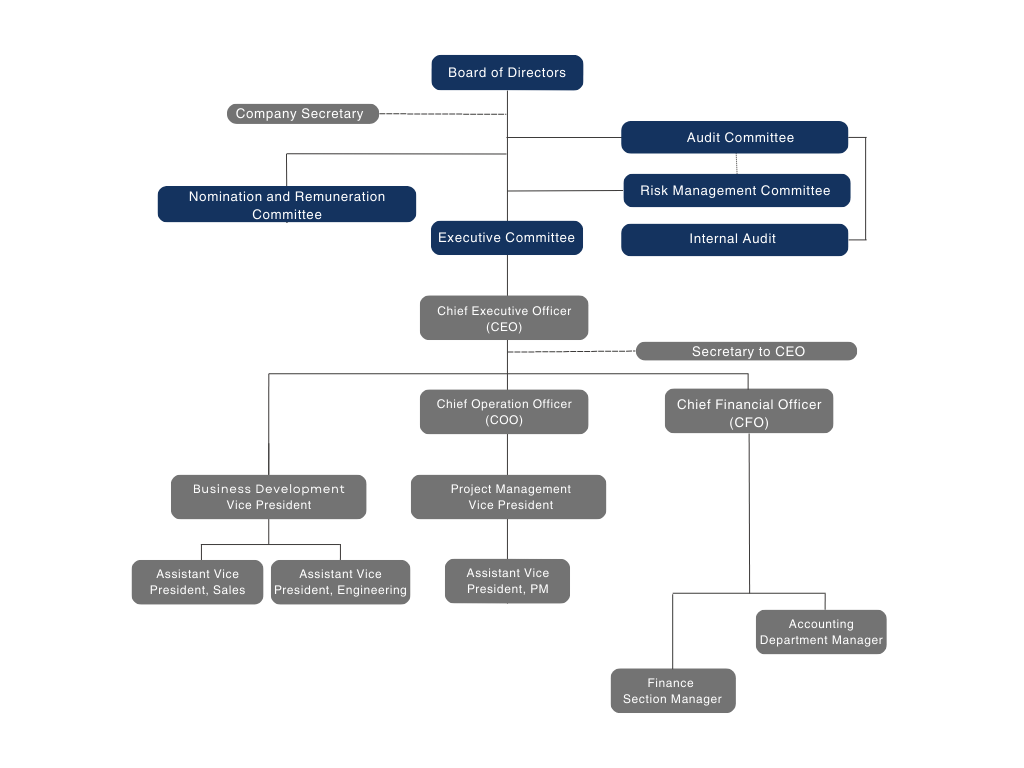 Board of Directors
Company Secretary
Audit Committee
Nomination and Remuneration
Committee
Risk Management Committee
Executive Committee
Internal Audit
Chief Executive Officer
(CEO)
Secretary to CEO
Chief Operation Officer
(COO)
Chief Financial Officer
(CFO)
Business Development
Vice President
Project Management
Vice President
Assistant Vice
President, Sales
Assistant Vice
President, Engineering
Assistant Vice
President, PM
Accounting
Department Manager
Finance
Section Manager